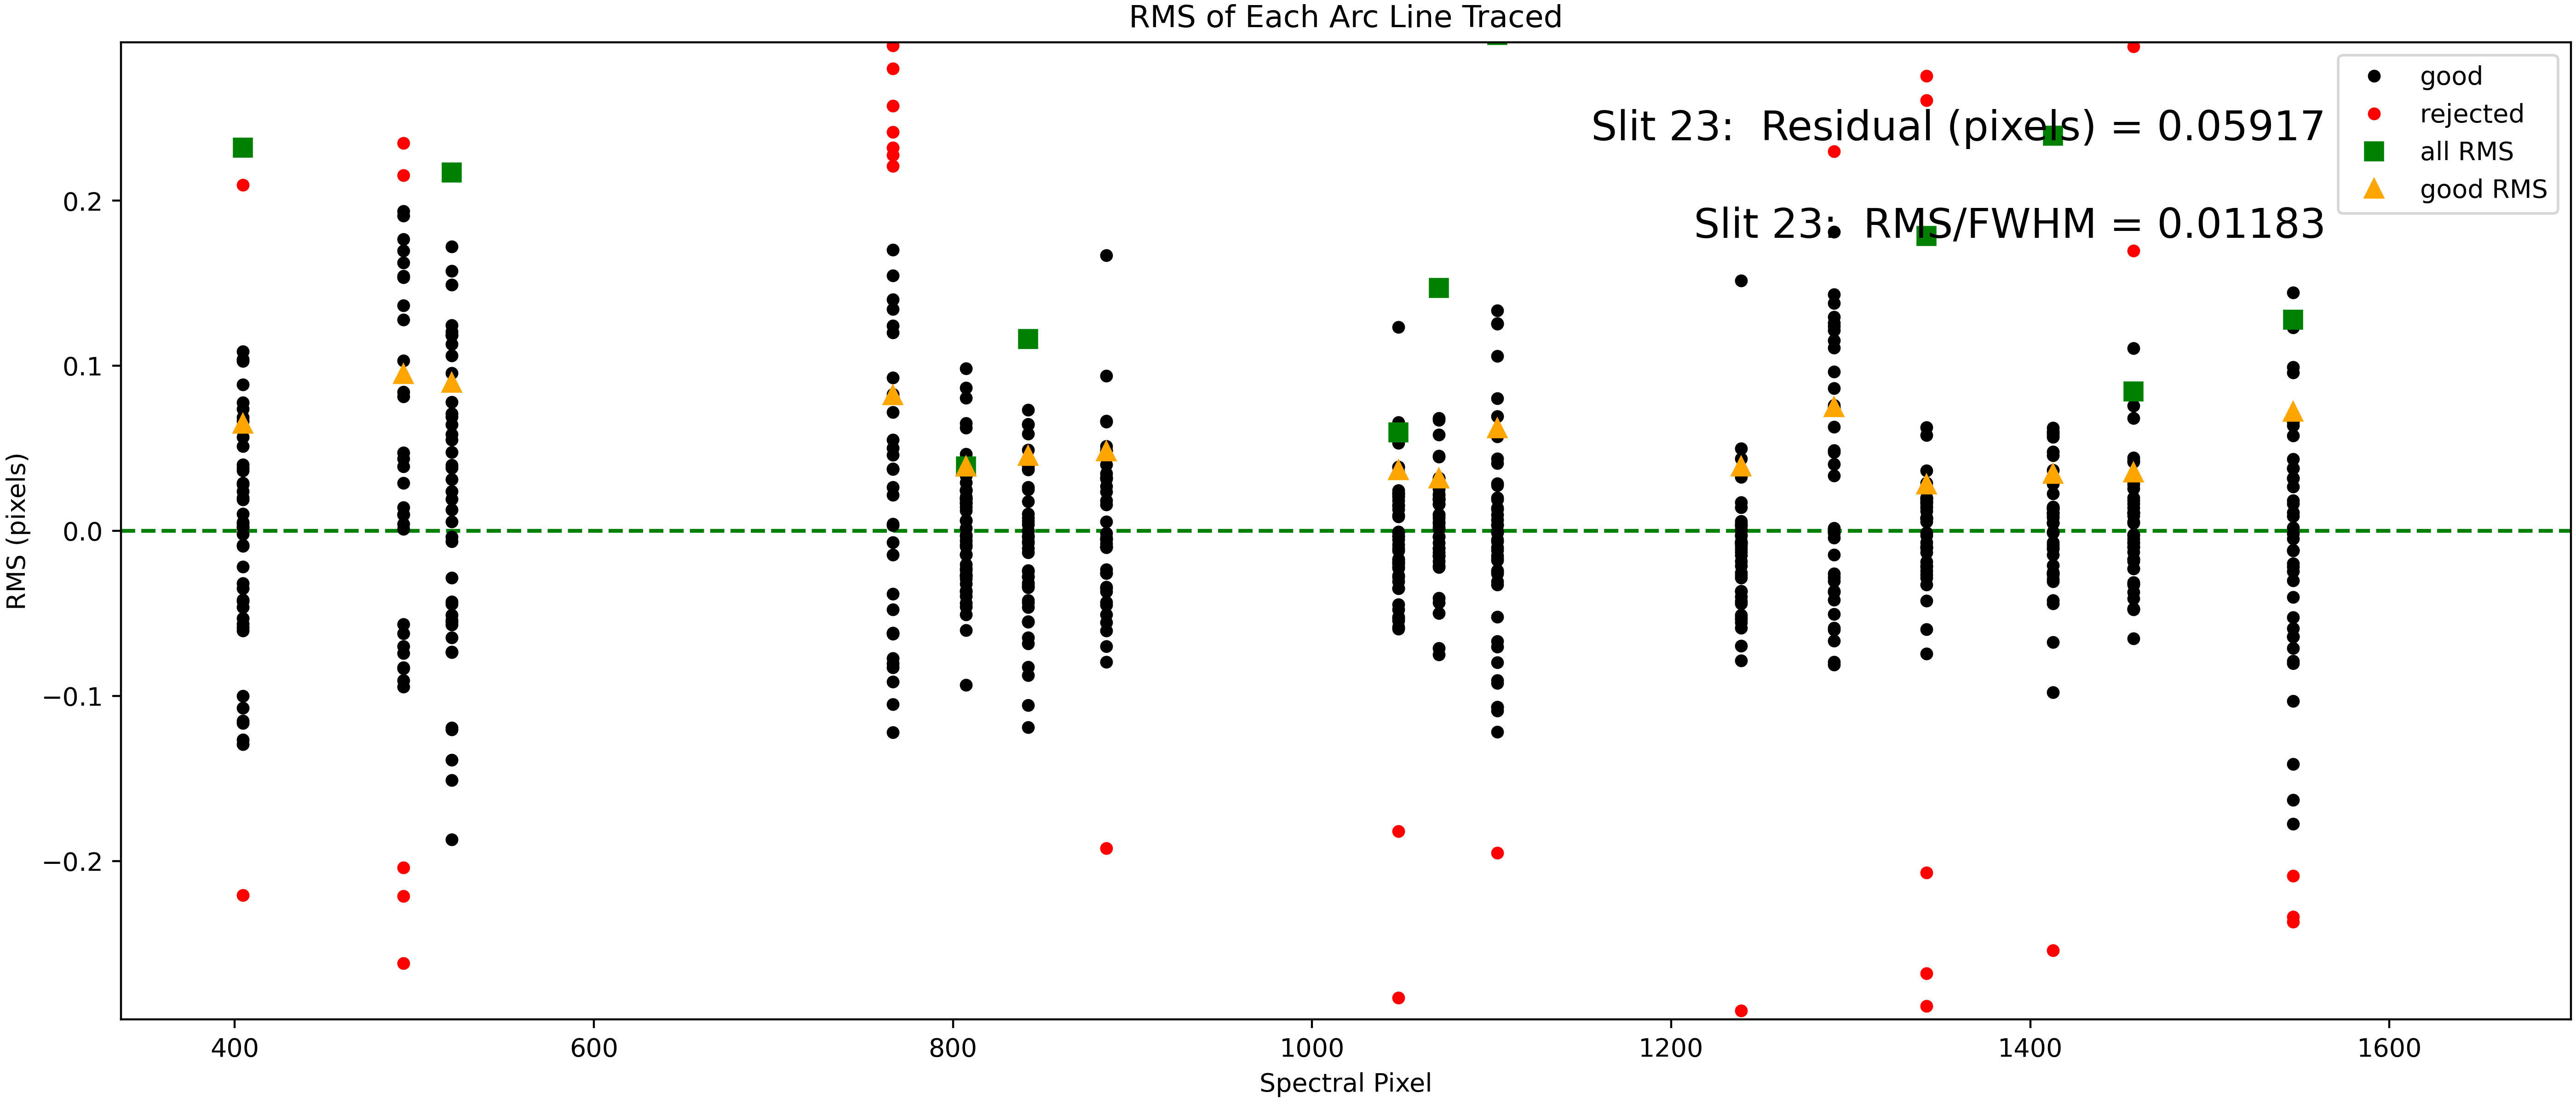 RMS of Each Arc Line Traced
good
rejected
all RMS
good RMS
Slit 23:  Residual (pixels) = 0.05917
Slit 23:  RMS/FWHM = 0.01183
RMS (pixels)
0.2
0.1
0.0
−0.1
−0.2
400 600 800 1000 1200 1400 1600
Spectral Pixel